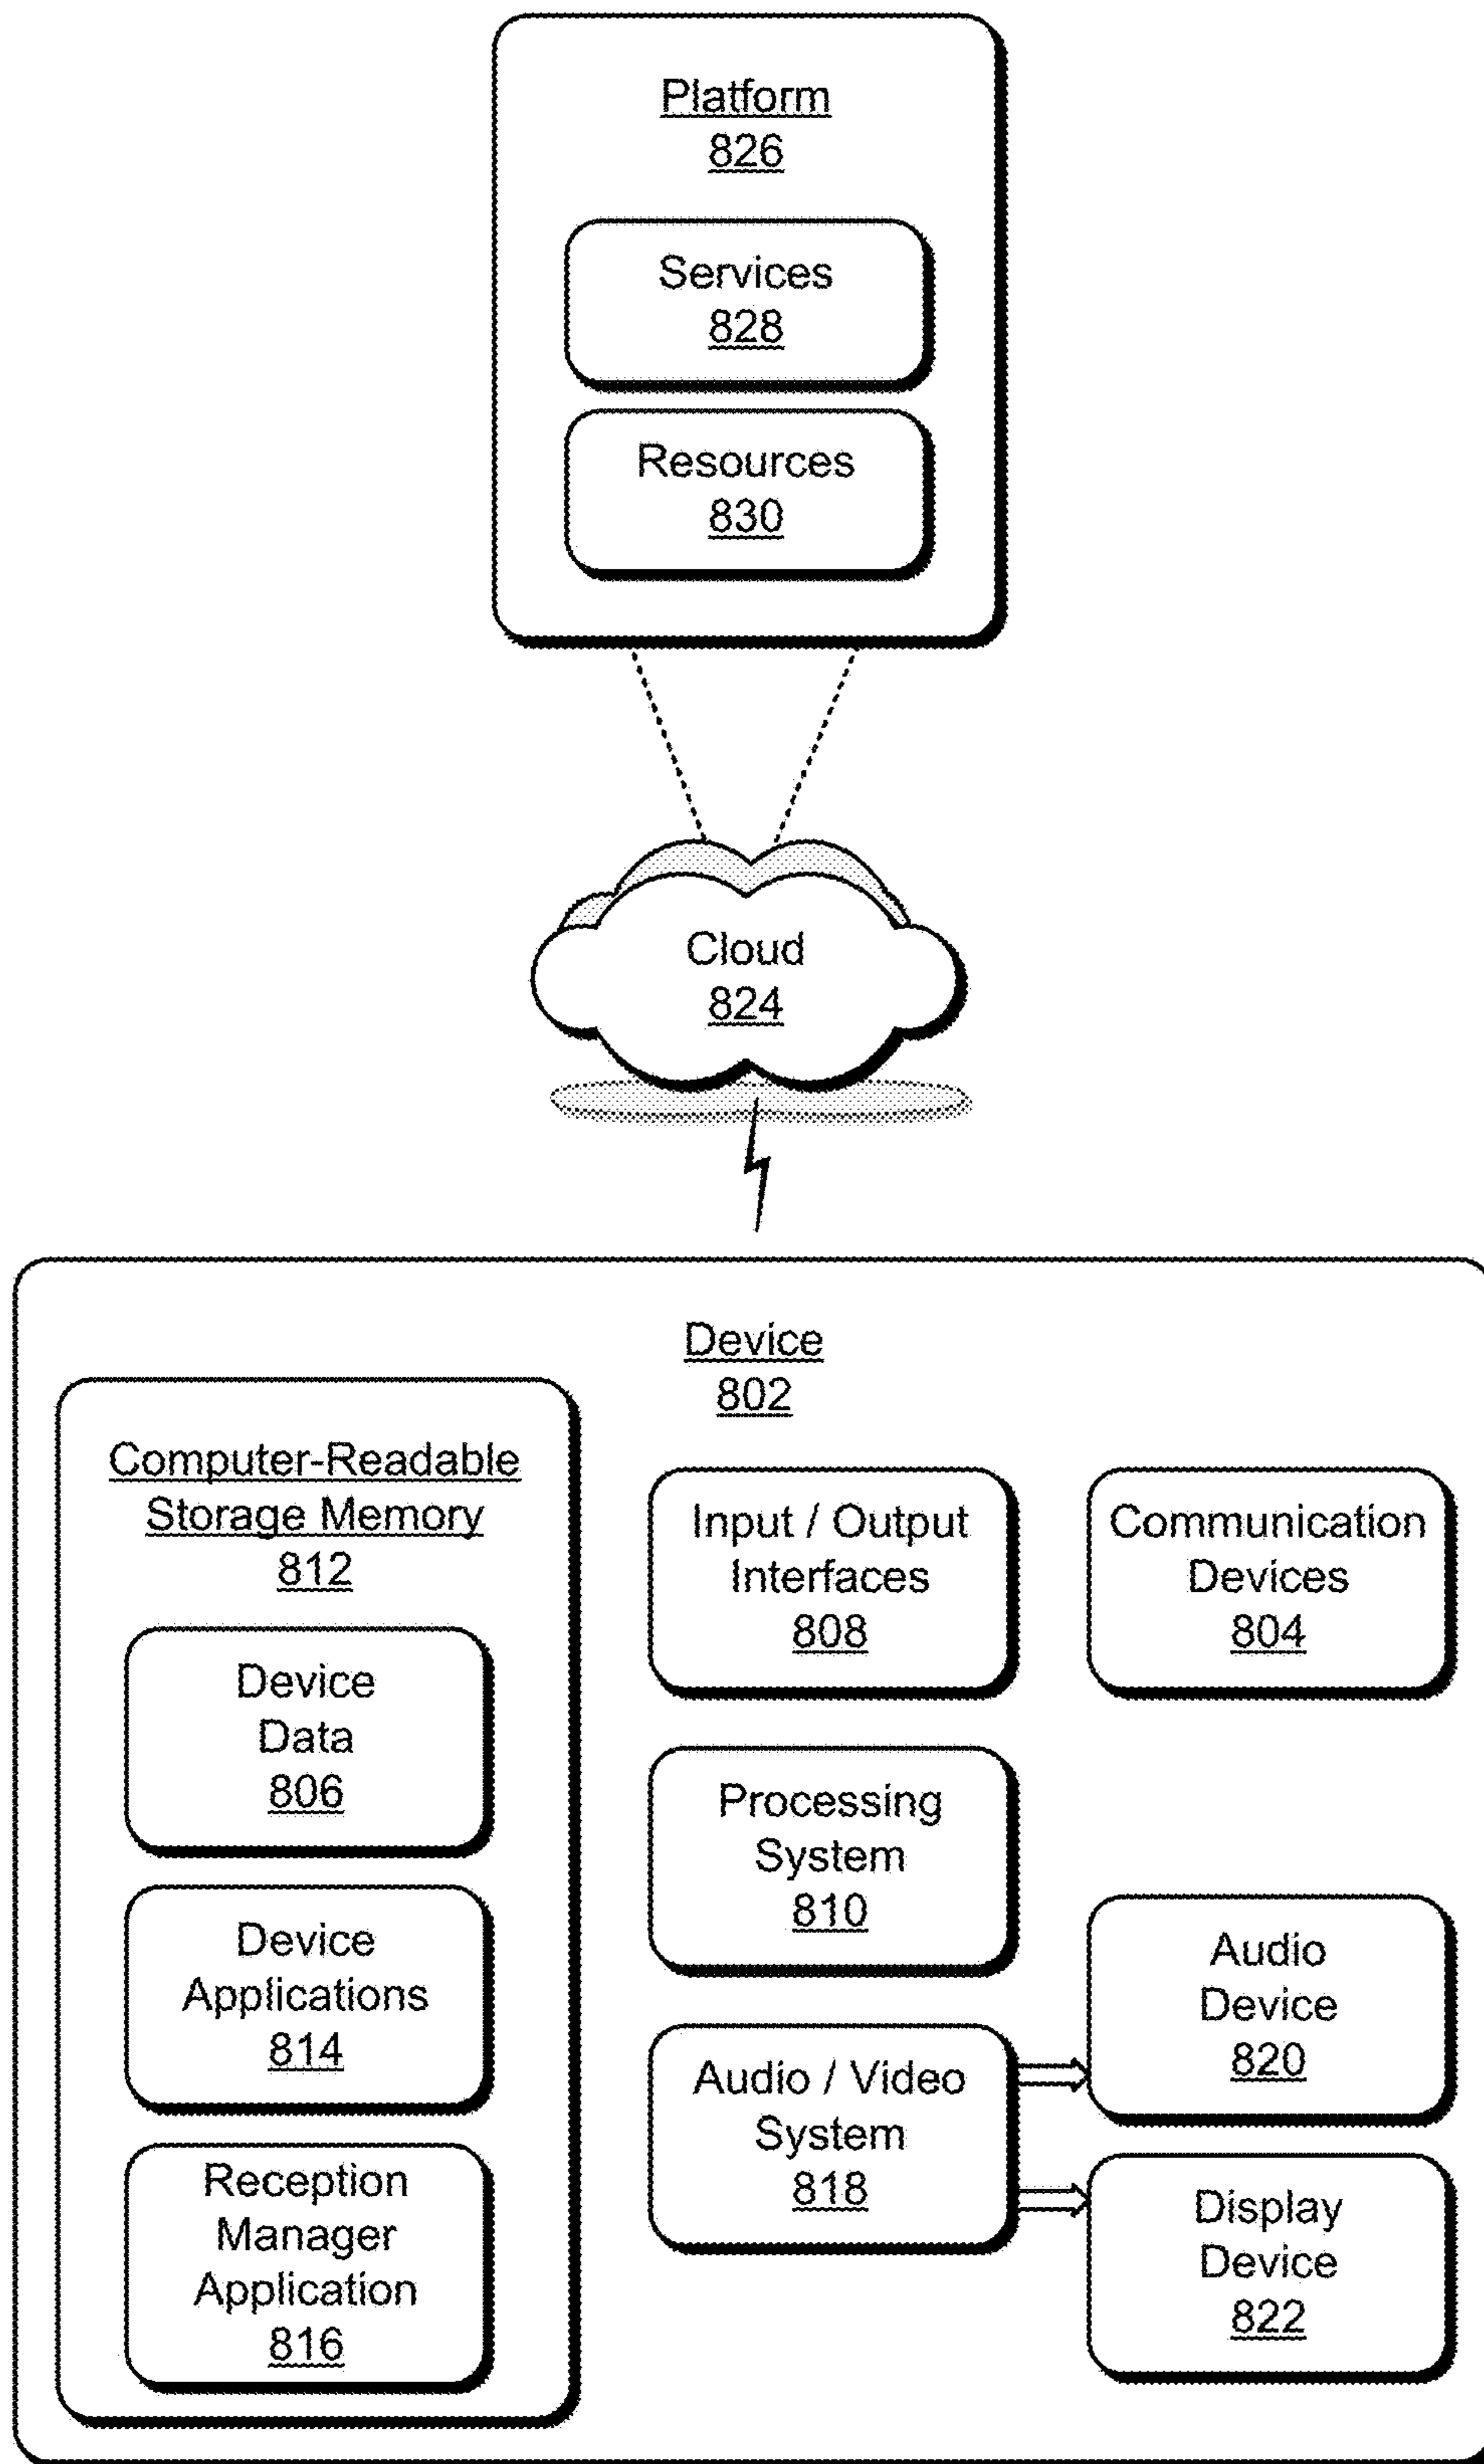 Platform
826
Services
828
Resources
830
Cloud
824
Device
802
Computer-Readable
Storage Memory
812
Device
Data
806
Device
Applications
814
Reception
Manager
Application
816
Input / Output
Interfaces
808
Processing
System
810
Audio / Video
System
818
Communication
Devices
804
Audio
Device
820
Display
Device
822